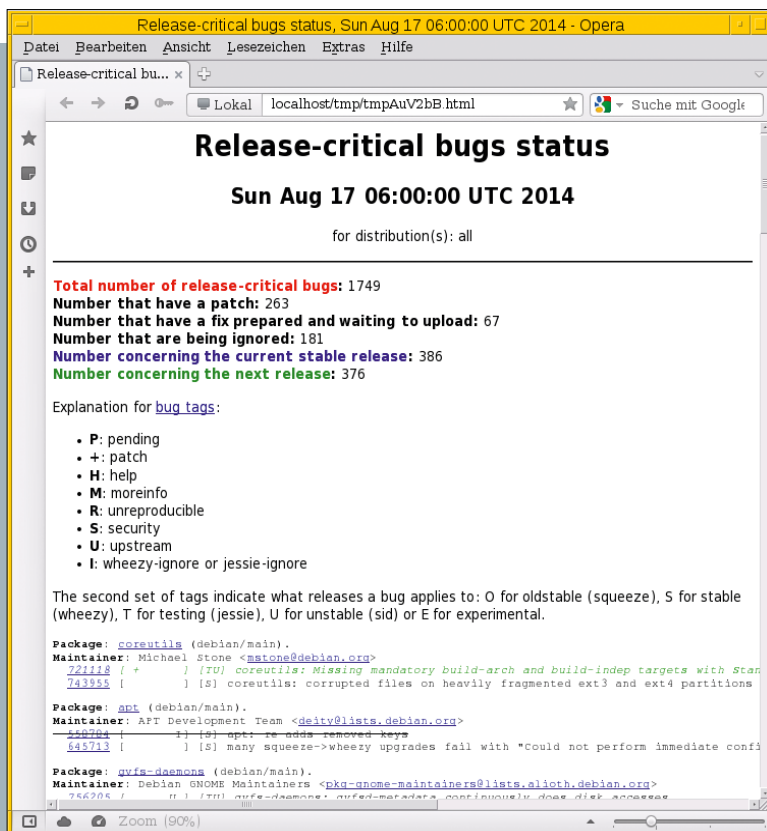 Release-critical bugs status, Sun Aug 17 06:00:00 UTC 2014 - Opera
Datei Bearbeiten Ansicht Lesezeichen Extras Hilfe
Release-critical bu...
Lokal localhost/tmp/tmpAuV2bB.html Suche mit Google
Release-critical bugs status
Sun Aug 17 06:00:00 UTC 2014
for distribution(s): all
Total number of release-critical bugs: 1749
Number that have a patch: 263
Number that have a fix prepared and waiting to upload: 67
Number that are being ignored: 181
Number concerning the current stable release: 386
Number concerning the next release: 376
Explanation for bug tags:
• P: pending
• +: patch
• H: help
• M: moreinfo
• R: unreproducible
• S: security
• U: upstream
• I: wheezy-ignore or jessie-ignore
The second set of tags indicate what releases a bug applies to: O for oldstable (squeeze), S for stable
(wheezy), T for testing (jessie), U for unstable (sid) or E for experimental.
Package: coreutils (debian/main).
Maintainer: Michael Stone <mstone@debian.org>
721118 [ + ] [TU] coreutils: Missing mandatory build-arch and build-indep targets with Stan
743955 [ ] [S] coreutils: corrupted files on heavily fragmented ext3 and ext4 partitions
Package: apt (debian/main).
Maintainer: APT Development Team <deity@lists.debian.org>
558784 [ I] [S] apt: re adds removed keys
645713 [ ] [S] many squeeze->wheezy upgrades fail with "Could not perform immediate confi
Package: gvfs-daemons (debian/main).
Maintainer: Debian GNOME Maintainers <pkg-gnome-maintainers@lists.alioth.debian.org>
756205 [ U ] [TU] gvfs-daemons: gvfsd-metadata continuously does disk accesses
Zoom (90%)